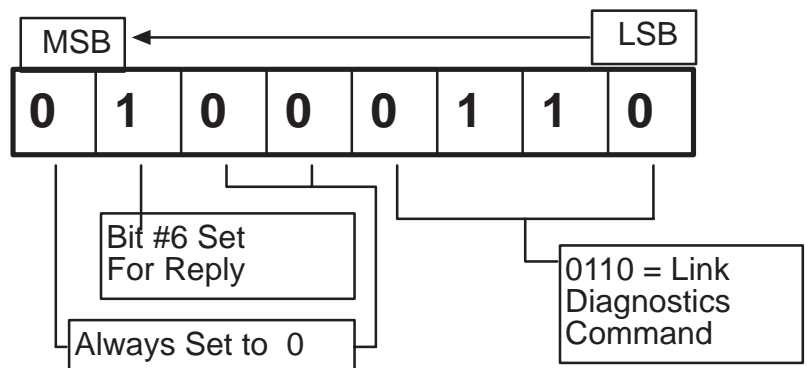 MSB LSB
0 1 0 0 0 1 1 0
Bit #6 Set
For Reply
0110 = Link
Diagnostics
Command
Always Set to 0